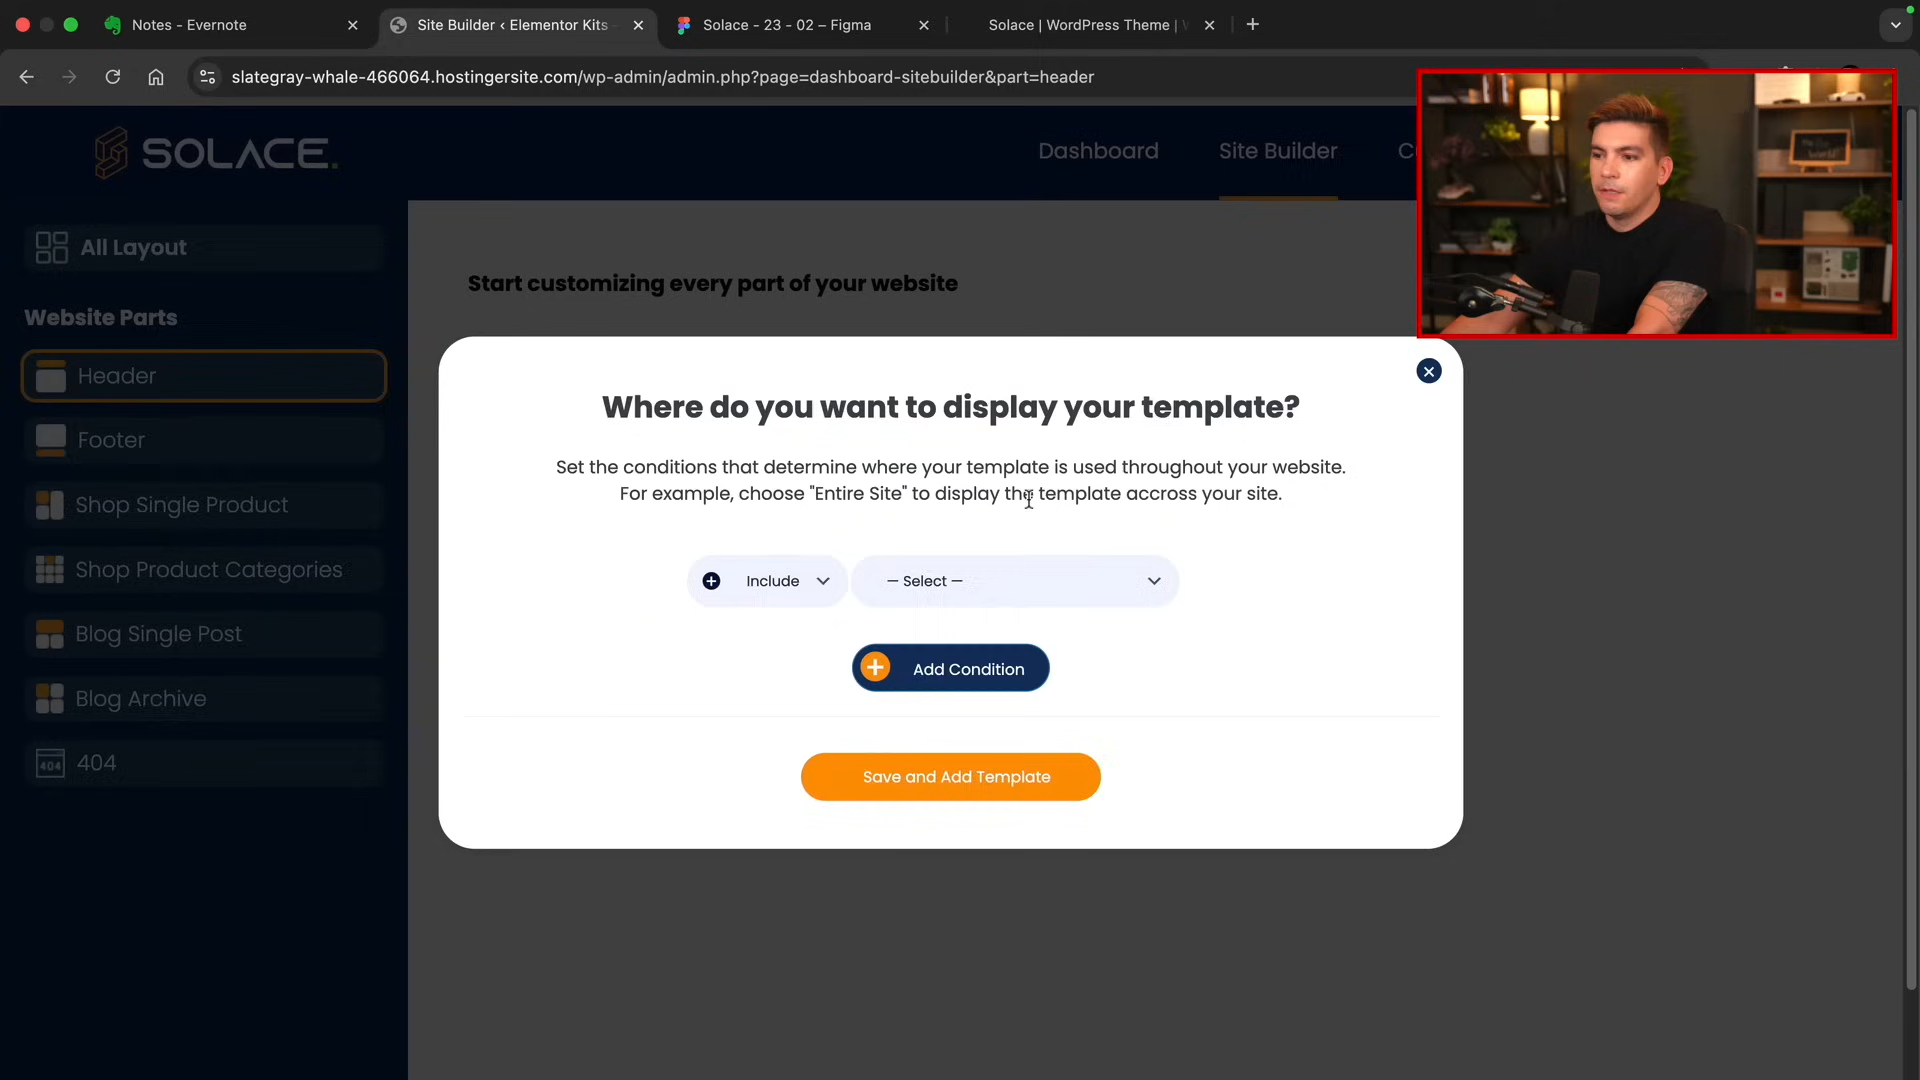 Notes - Evernote
Site Builder ‹ Elementor Kits -
Solace - 23 - 02 – Figma
Solace | WordPress Theme |
slategray-whale-466064.hostingersite.com/wp-admin/admin.php?page=dashboard-sitebuilder&part=header
SOLACE.
Dashboard
Site Builder
All Layout
Start customizing every part of your website
Website Parts
Header
Footer
Shop Single Product
Shop Product Categories
Blog Single Post
Blog Archive
404
404
Where do you want to display your template?
Set the conditions that determine where your template is used throughout your website.
For example, choose "Entire Site" to display the template accross your site.
Include
— Select —
Add Condition
Save and Add Template